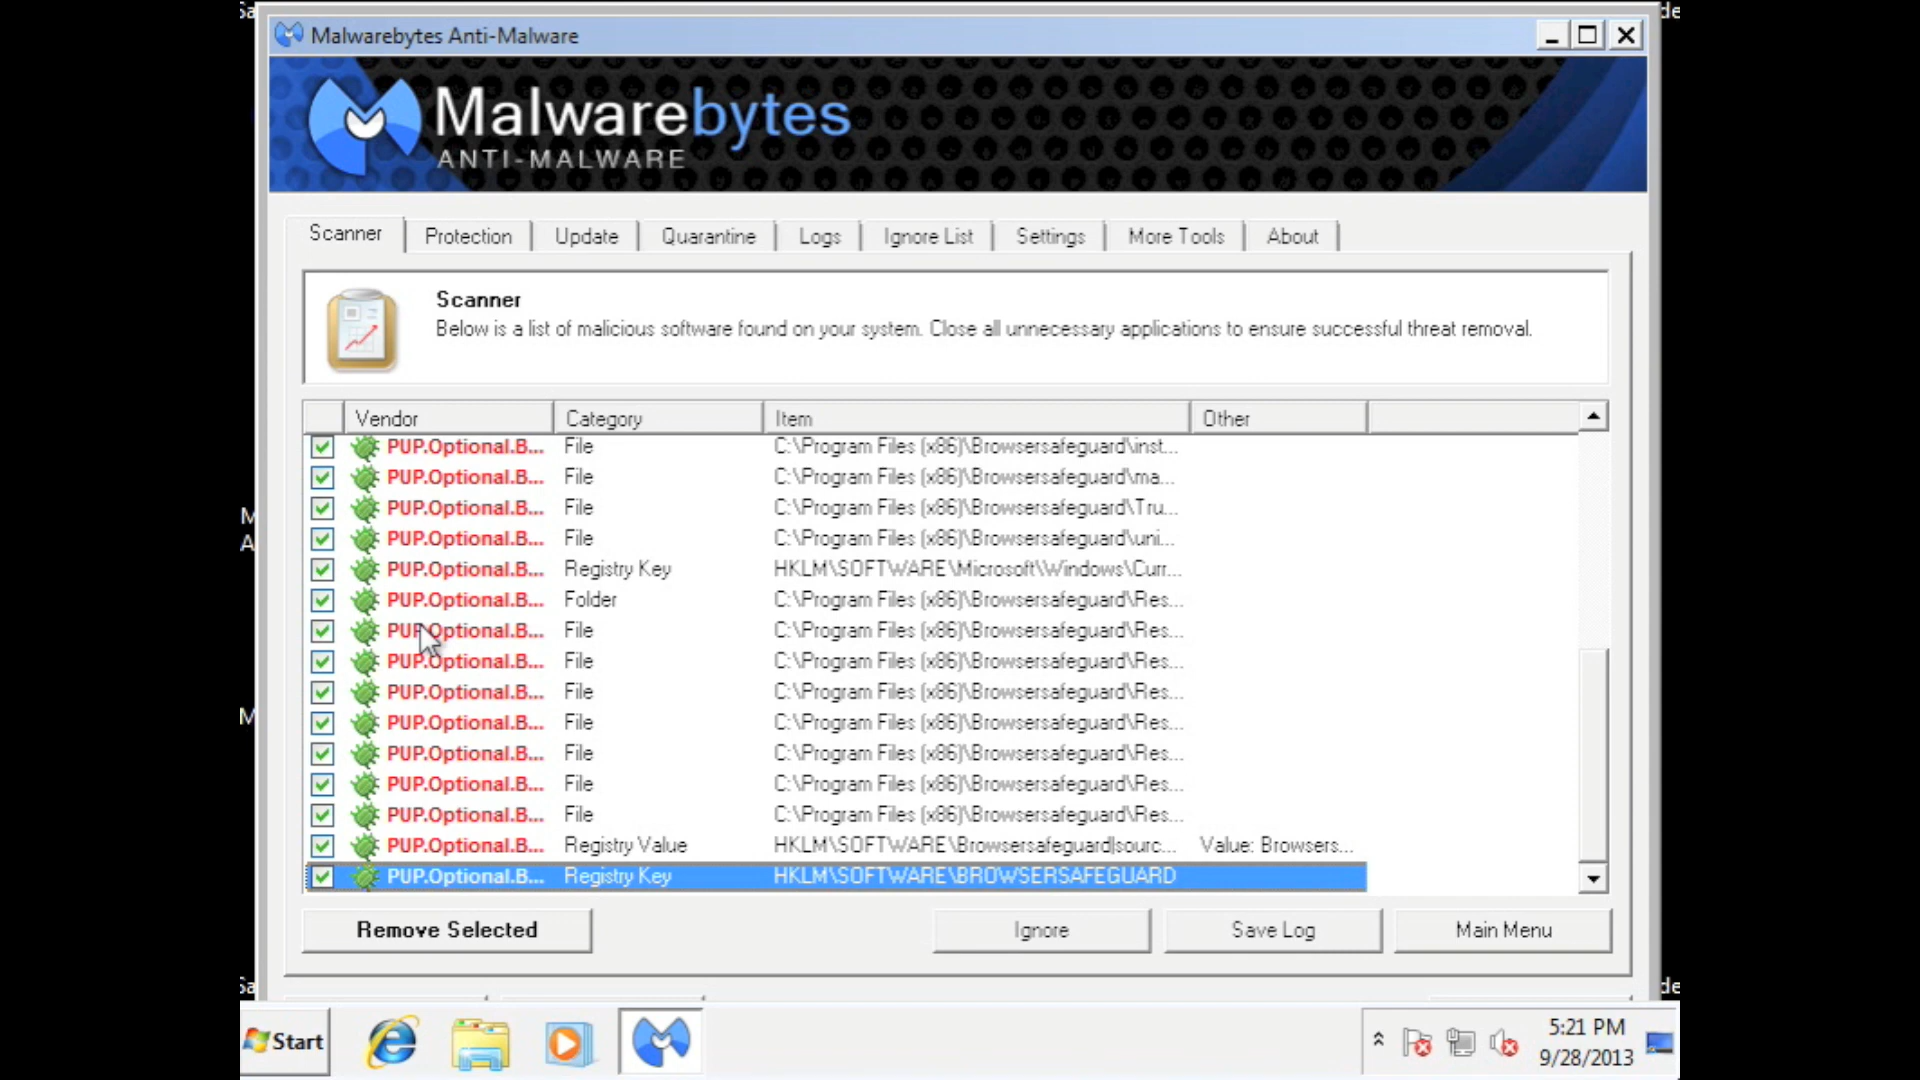 Malwarebytes Anti-Malware
Malwarebytes
ANTI-MALWARE
Scanner Protection Update Quarantine Logs Ignore List Settings More Tools About
Scanner
Below is a list of malicious software found on your system. Close all unnecessary applications to ensure successful threat removal.
Vendor Category Item Other
PUP.Optional.B... File C:\Program Files (x86)\Browsersafeguard\inst...
PUP.Optional.B... File C:\Program Files (x86)\Browsersafeguard\ma...
PUP.Optional.B... File C:\Program Files (x86)\Browsersafeguard\Tru...
PUP.Optional.B... File C:\Program Files (x86)\Browsersafeguard\uni...
PUP.Optional.B... Registry Key HKLM\SOFTWARE\Microsoft\Windows\Curr...
PUP.Optional.B... Folder C:\Program Files (x86)\Browsersafeguard\Res...
PUP.Optional.B... File C:\Program Files (x86)\Browsersafeguard\Res...
PUP.Optional.B... File C:\Program Files (x86)\Browsersafeguard\Res...
PUP.Optional.B... File C:\Program Files (x86)\Browsersafeguard\Res...
PUP.Optional.B... File C:\Program Files (x86)\Browsersafeguard\Res...
PUP.Optional.B... File C:\Program Files (x86)\Browsersafeguard\Res...
PUP.Optional.B... File C:\Program Files (x86)\Browsersafeguard\Res...
PUP.Optional.B... File C:\Program Files (x86)\Browsersafeguard\Res...
PUP.Optional.B... Registry Value HKLM\SOFTWARE\Browsersafeguard|sourc... Value: Browsers...
PUP.Optional.B... Registry Key HKLM\SOFTWARE\BROWSERSAFEGUARD
Remove Selected Ignore Save Log Main Menu
Start 5:21 PM
9/28/2013